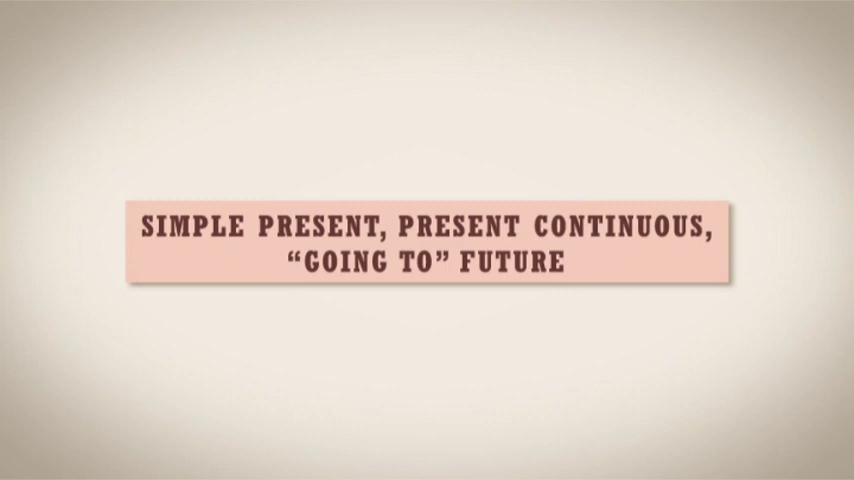 SIMPLE PRESENT, PRESENT CONTINUOUS,
“GOING TO” FUTURE